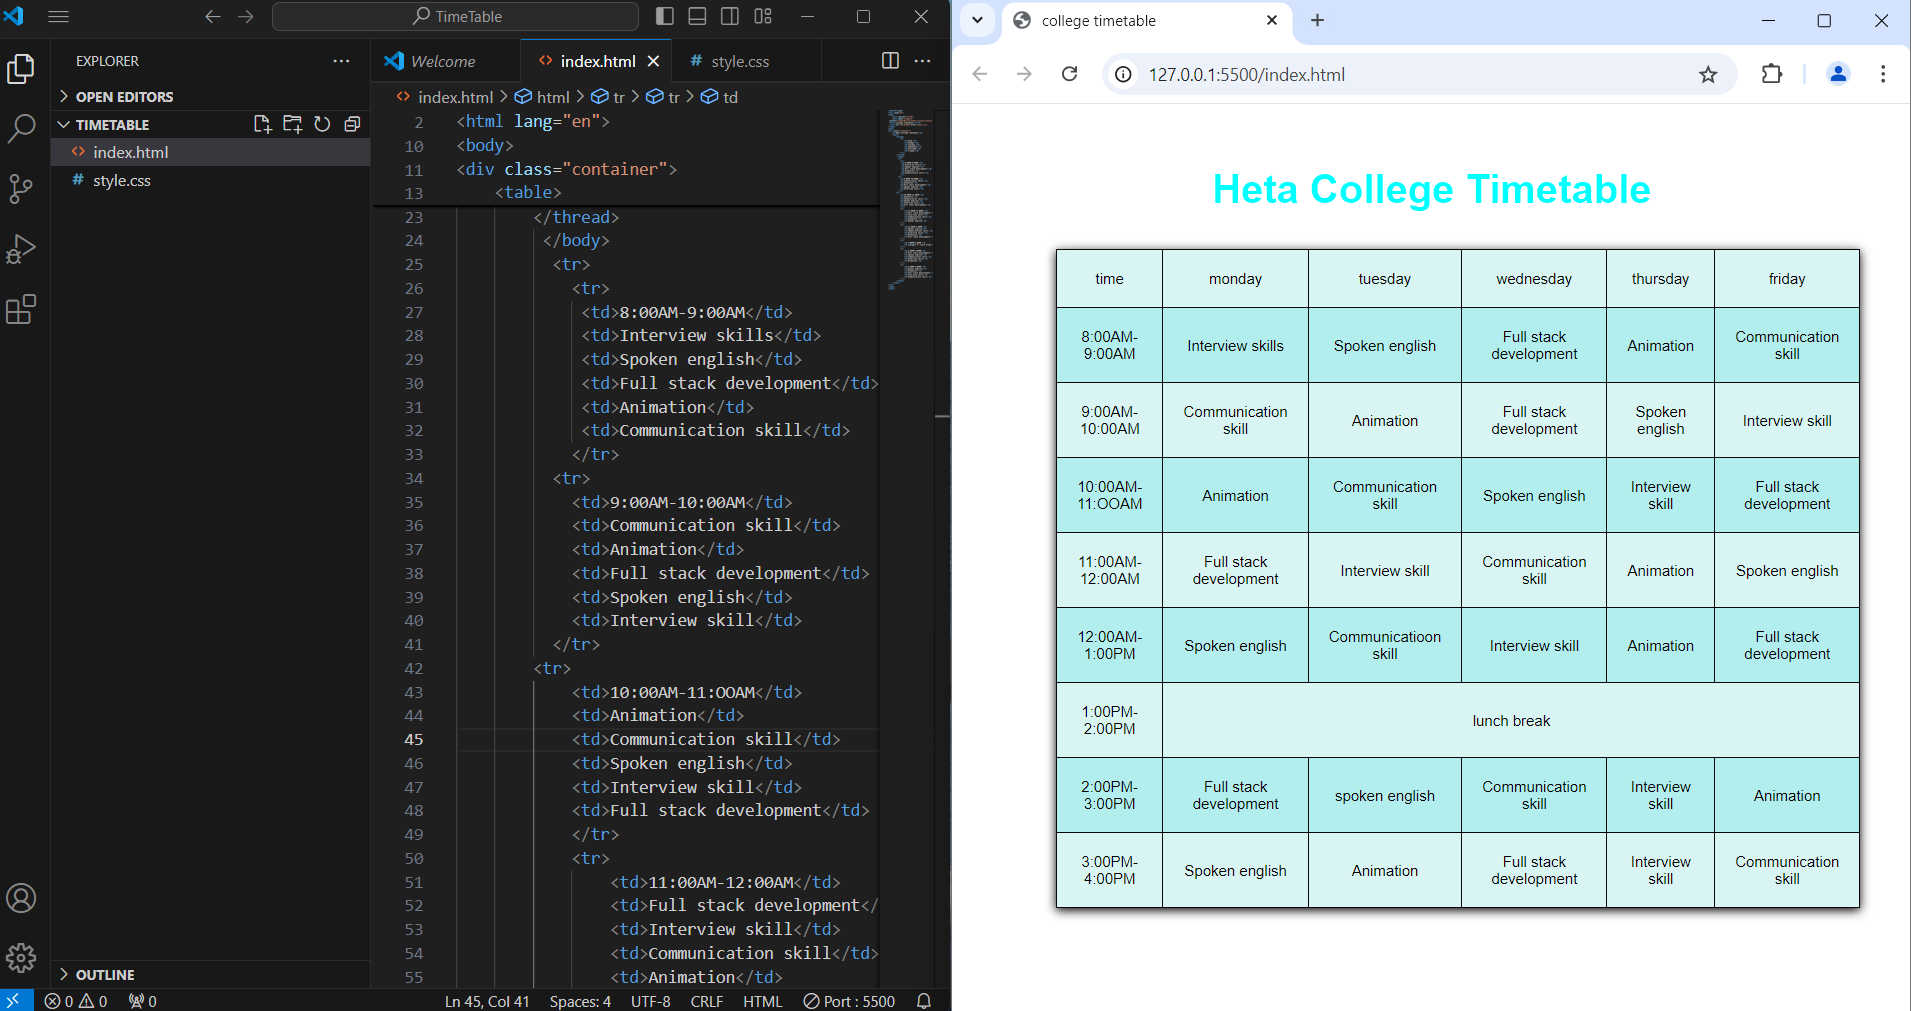 TimeTable
EXPLORER
OPEN EDITORS
TIMETABLE
index.html
style.css
OUTLINE
Welcome
index.html
style.css
index.html > html > tr > tr > td
2 <html lang="en">
10 <body>
11 <div class="container">
13 <table>
23 </thread>
24 </body>
25 <tr>
26 <tr>
27 <td>8:00AM-9:00AM</td>
28 <td>Interview skills</td>
29 <td>Spoken english</td>
30 <td>Full stack development</td>
31 <td>Animation</td>
32 <td>Communication skill</td>
33 </tr>
34 <tr>
35 <td>9:00AM-10:00AM</td>
36 <td>Communication skill</td>
37 <td>Animation</td>
38 <td>Full stack development</td>
39 <td>Spoken english</td>
40 <td>Interview skill</td>
41 </tr>
42 <tr>
43 <td>10:00AM-11:OOAM</td>
44 <td>Animation</td>
45 <td>Communication skill</td>
46 <td>Spoken english</td>
47 <td>Interview skill</td>
48 <td>Full stack development</td>
49 </tr>
50 <tr>
51 <td>11:00AM-12:00AM</td>
52 <td>Full stack development</
53 <td>Interview skill</td>
54 <td>Communication skill</td>
55 <td>Animation</td>
0 0 0
Ln 45, Col 41 Spaces: 4 UTF-8 CRLF HTML Port : 5500
college timetable
127.0.0.1:5500/index.html
Heta College Timetable
time monday tuesday wednesday thursday friday
8:00AM-
9:00AM
Interview skills
Spoken english
Full stack
development
Animation
Communication
skill
9:00AM-
10:00AM
Communication
skill
Animation
Full stack
development
Spoken
english
Interview skill
10:00AM-
11:OOAM
Animation
Communication
skill
Spoken english
Interview
skill
Full stack
development
11:00AM-
12:00AM
Full stack
development
Interview skill
Communication
skill
Animation
Spoken english
12:00AM-
1:00PM
Spoken english
Communicatioon
skill
Interview skill
Animation
Full stack
development
1:00PM-
2:00PM
lunch break
2:00PM-
3:00PM
Full stack
development
spoken english
Communication
skill
Interview
skill
Animation
3:00PM-
4:00PM
Spoken english
Animation
Full stack
development
Interview
skill
Communication
skill